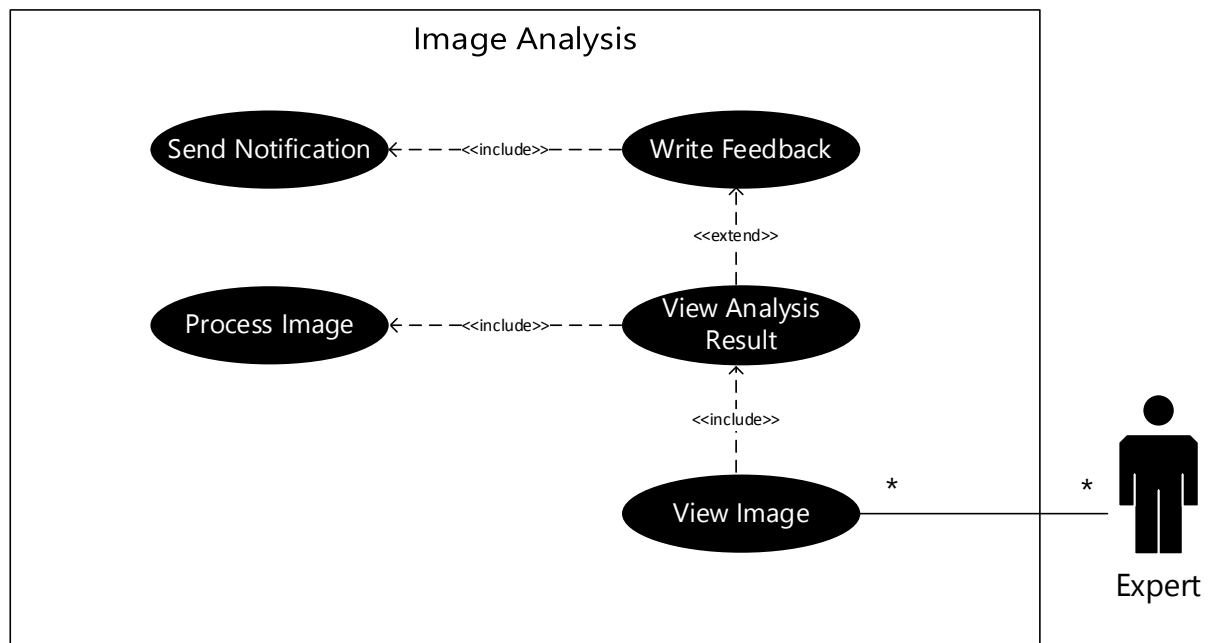 Image Analysis
Send Notification
<<include>>
Write Feedback
<<extend>>
Process Image
<<include>>
View Analysis
Result
<<include>>
View Image
*
*
Expert